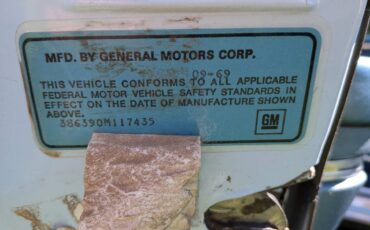 MFD. BY GENERAL MOTORS CORP.
09-69
THIS VEHICLE CONFORMS TO ALL APPLICABLE
FEDERAL MOTOR VEHICLE SAFETY STANDARDS IN
EFFECT ON THE DATE OF MANUFACTURE SHOWN
ABOVE.
386390M117435
GM